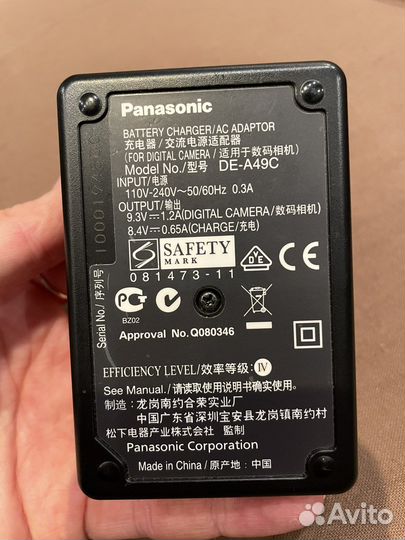 Panasonic
BATTERY CHARGER/AC ADAPTOR
充电器/交流电源适配器
(FOR DIGITAL CAMERA/适用于数码相机)
Model No./型号 DE-A49C
INPUT/电源
110V-240V~50/60Hz 0.3A
OUTPUT/输出
9.3V⎓1.2A(DIGITAL CAMERA/数码相机)
8.4V⎓0.65A(CHARGE/充电)
S SAFETY
MARK
081473-11
DVE
CE
PG
N
BZ02
Approval No.Q080346
Serial No./序列号
EFFICIENCY LEVEL/效率等级: IV
See Manual./请读取使用说明书确实使用.
制造: 龙岗南约合荣实业厂
中国广东省深圳宝安县龙岗镇南约村
松下电器产业株式会社 監制
Panasonic Corporation
Made in China / 原产地: 中国
Avito